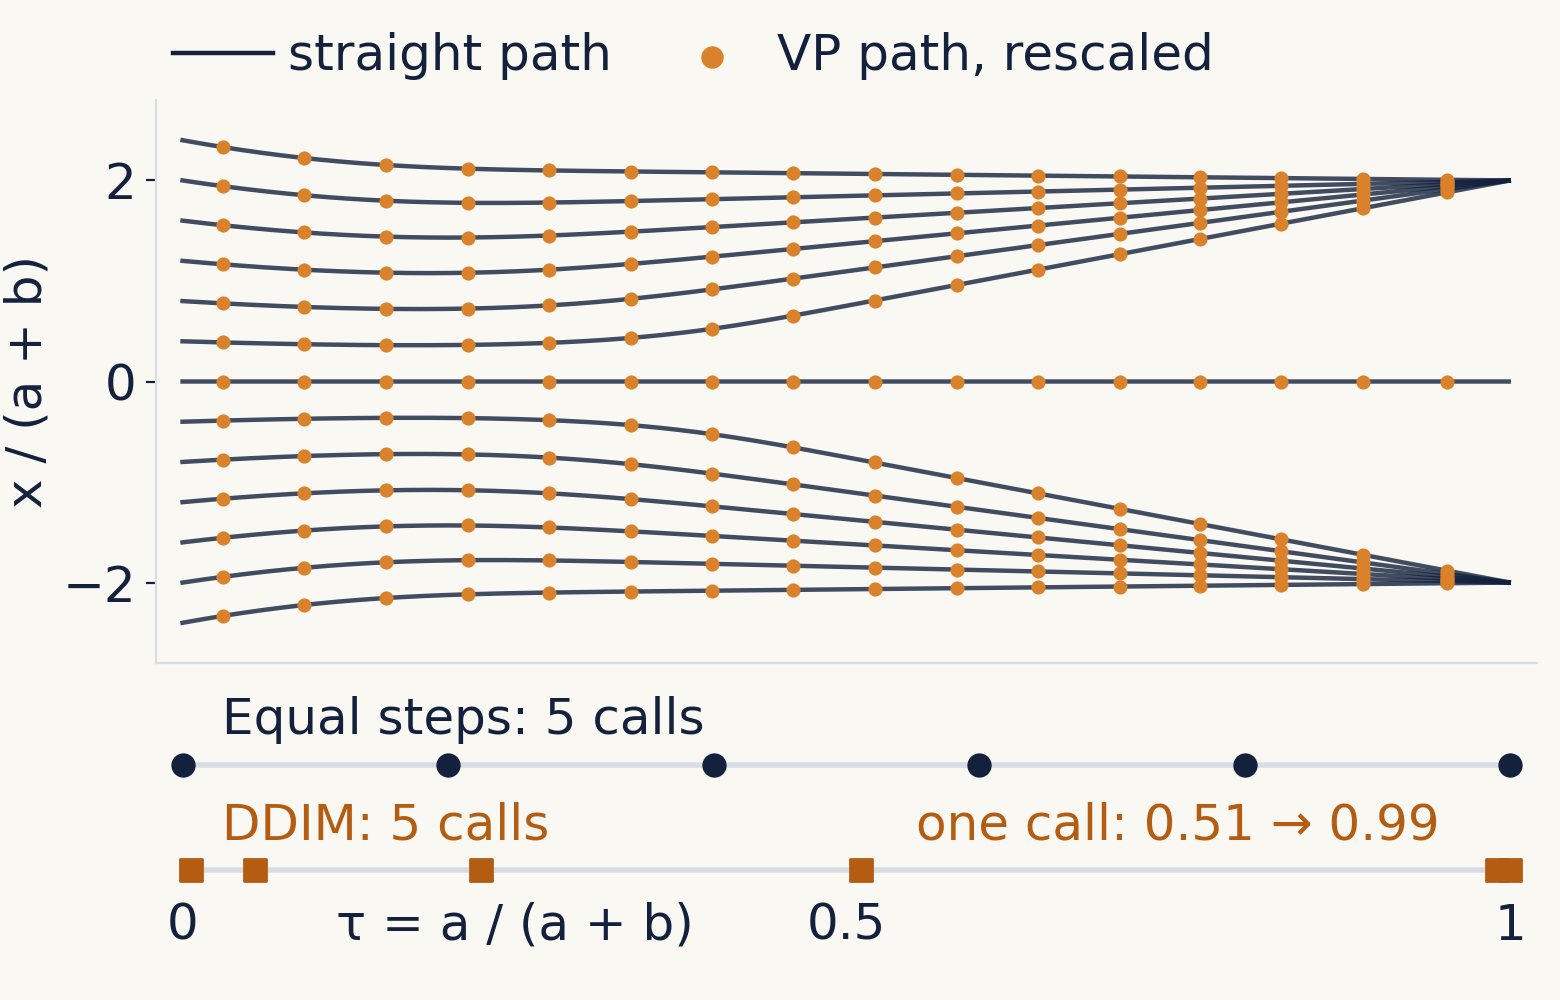 straight path
VP path, rescaled
x / (a + b)
2
0
−2
Equal steps: 5 calls
DDIM: 5 calls
one call: 0.51 → 0.99
0
τ = a / (a + b)
0.5
1